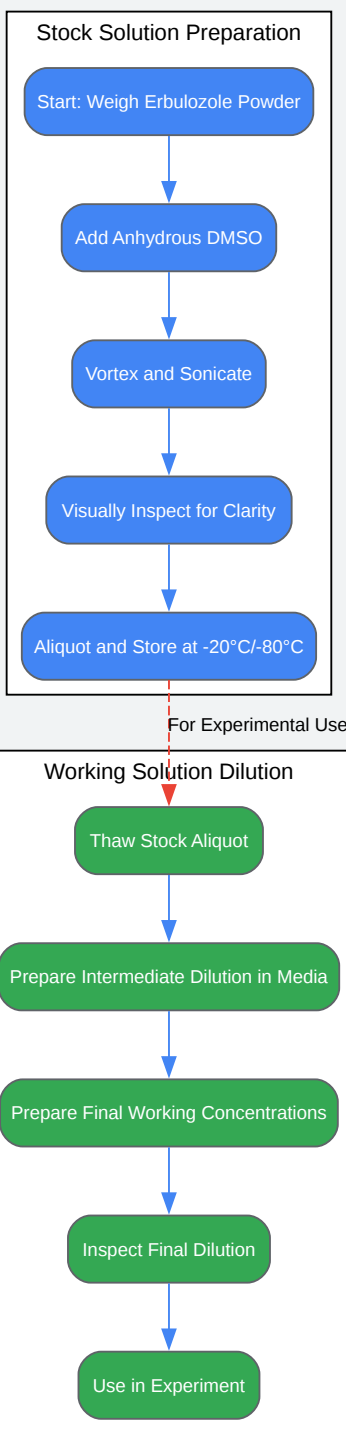 Stock Solution Preparation
Start: Weigh Erbulozole Powder
Add Anhydrous DMSO
Vortex and Sonicate
Visually Inspect for Clarity
Aliquot and Store at -20°C/-80°C
For Experimental Use
Working Solution Dilution
Thaw Stock Aliquot
Prepare Intermediate Dilution in Media
Prepare Final Working Concentrations
Inspect Final Dilution
Use in Experiment